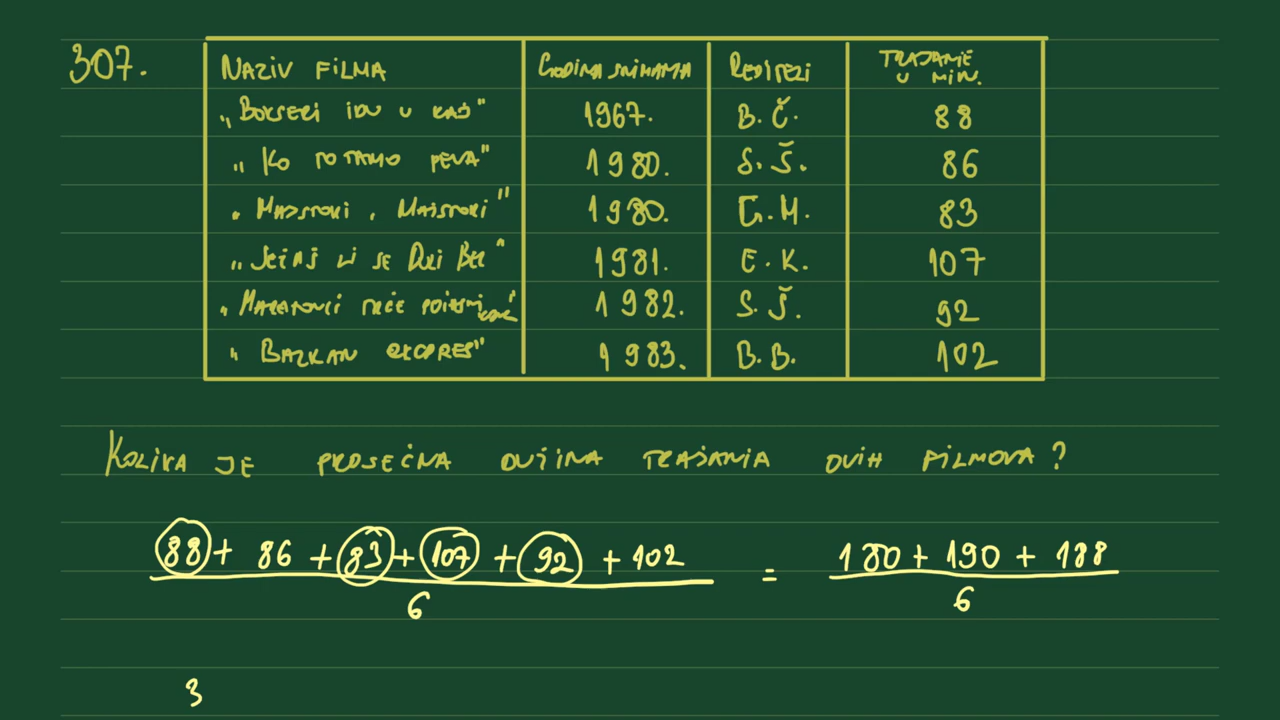 307.
NAZIV FILMA GODINA SNIMANJA REDITELJI TRAJANJE U MIN.
„BOKSERI IDU U RAJ" 1967. B. Č. 88
„KO TO TAMO PEVA" 1980. S. Š. 86
„MAJSTORI, MAJSTORI" 1980. G. M. 83
„SEĆAŠ LI SE DOLI BEL" 1981. E. K. 107
„MARATONCI TRČE POČASNI KRUG" 1982. S. Š. 92
„BALKAN EKSPRES" 1983. B. B. 102
KOLIKA JE PROSEČNA DUŽINA TRAJANJA OVIH FILMOVA?
88 + 86 + 83 + 107 + 92 + 102 / 6 = 180 + 190 + 188 / 6
3